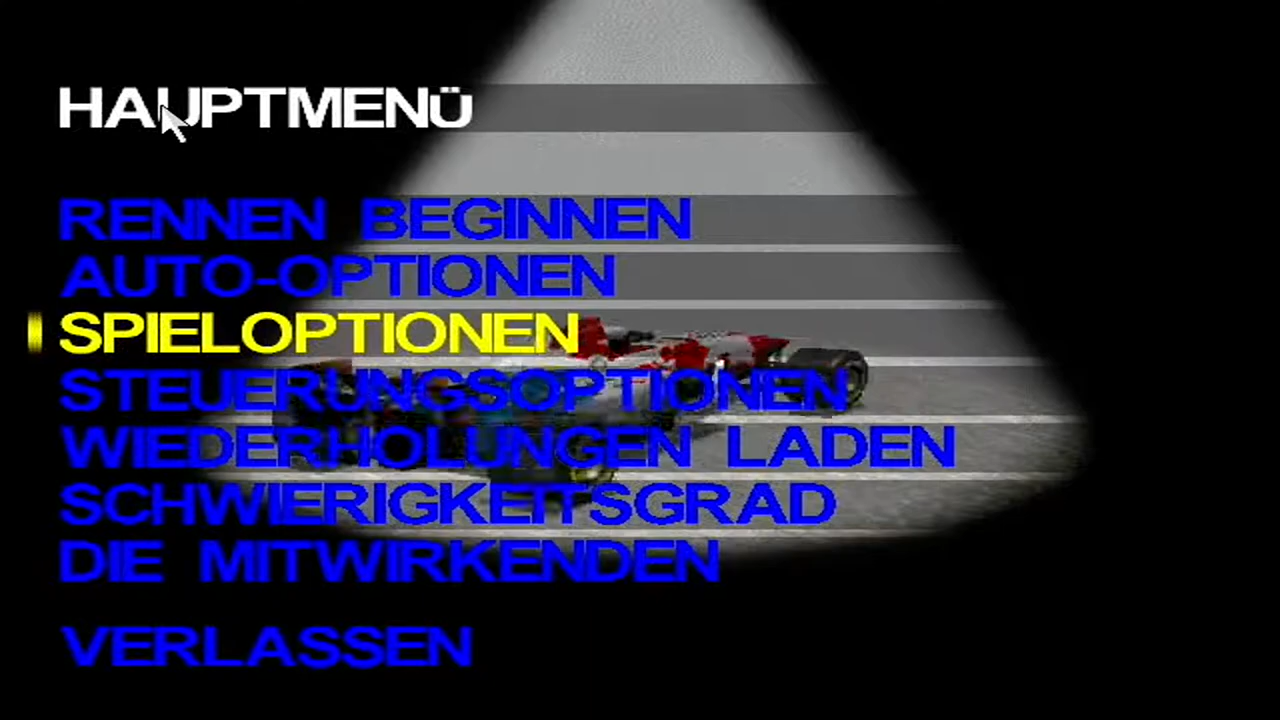 HAUPTMENÜ
RENNEN BEGINNEN
AUTO-OPTIONEN
SPIELOPTIONEN
STEUERUNGSOPTIONEN
WIEDERHOLUNGEN LADEN
SCHWIERIGKEITSGRAD
DIE MITWIRKENDEN
VERLASSEN